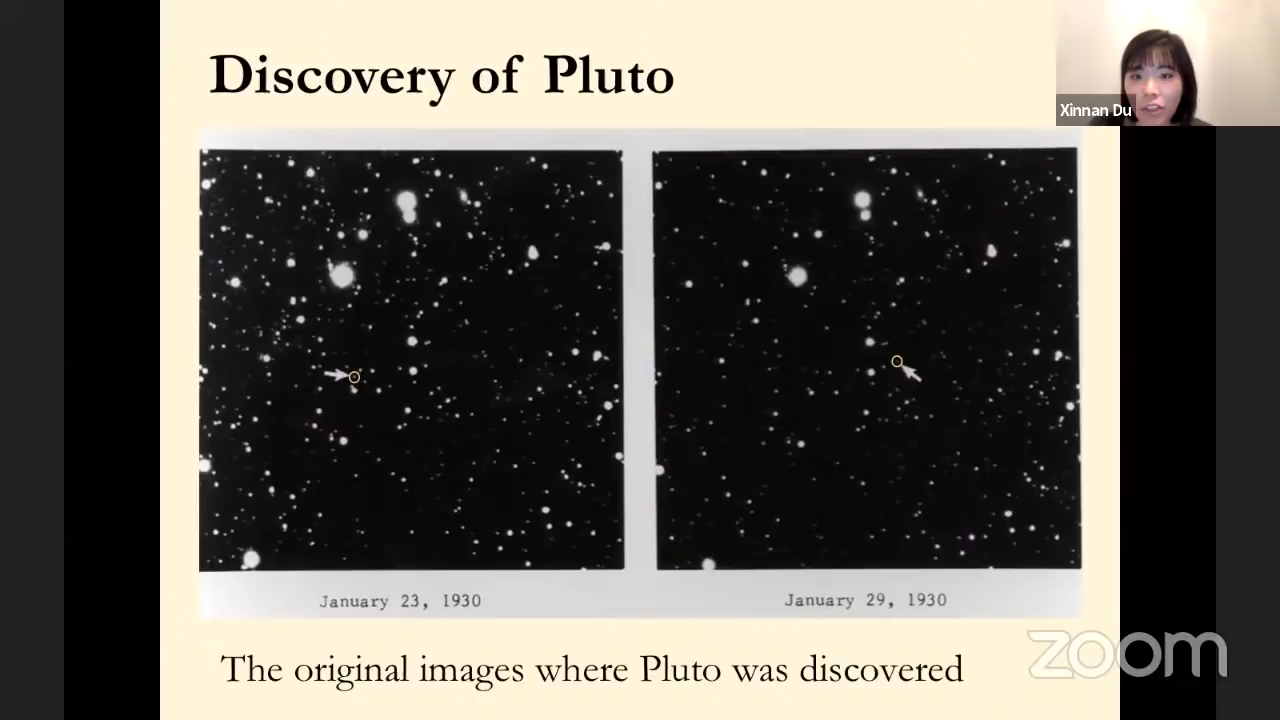 Discovery of Pluto
Xinnan Du
January 23, 1930
January 29, 1930
The original images where Pluto was discovered
zoom